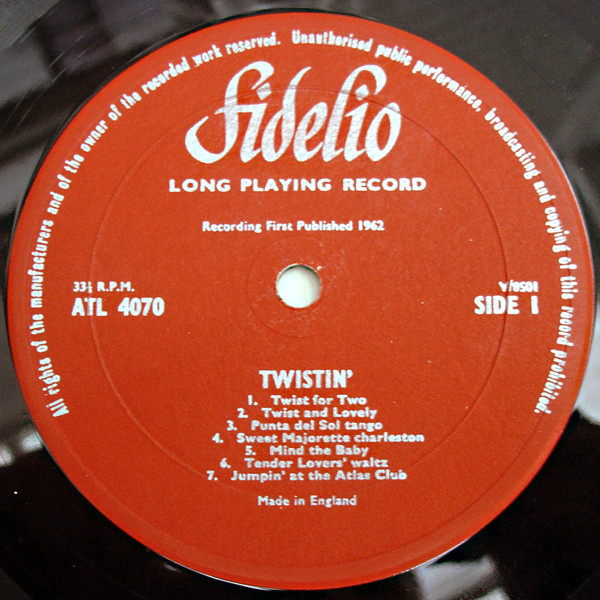 All rights of the manufacturers and of the owner of the recorded work reserved. Unauthorised public performance, broadcasting and copying of this record prohibited.
Fidelio
LONG PLAYING RECORD
Recording First Published 1962
33⅓ R.P.M.
ATL 4070
V/0501
SIDE 1
TWISTIN'
1. Twist for Two
2. Twist and Lovely
3. Punta del Sol tango
4. Sweet Majorette charleston
5. Mind the Baby
6. Tender Lovers' waltz
7. Jumpin' at the Atlas Club
Made in England